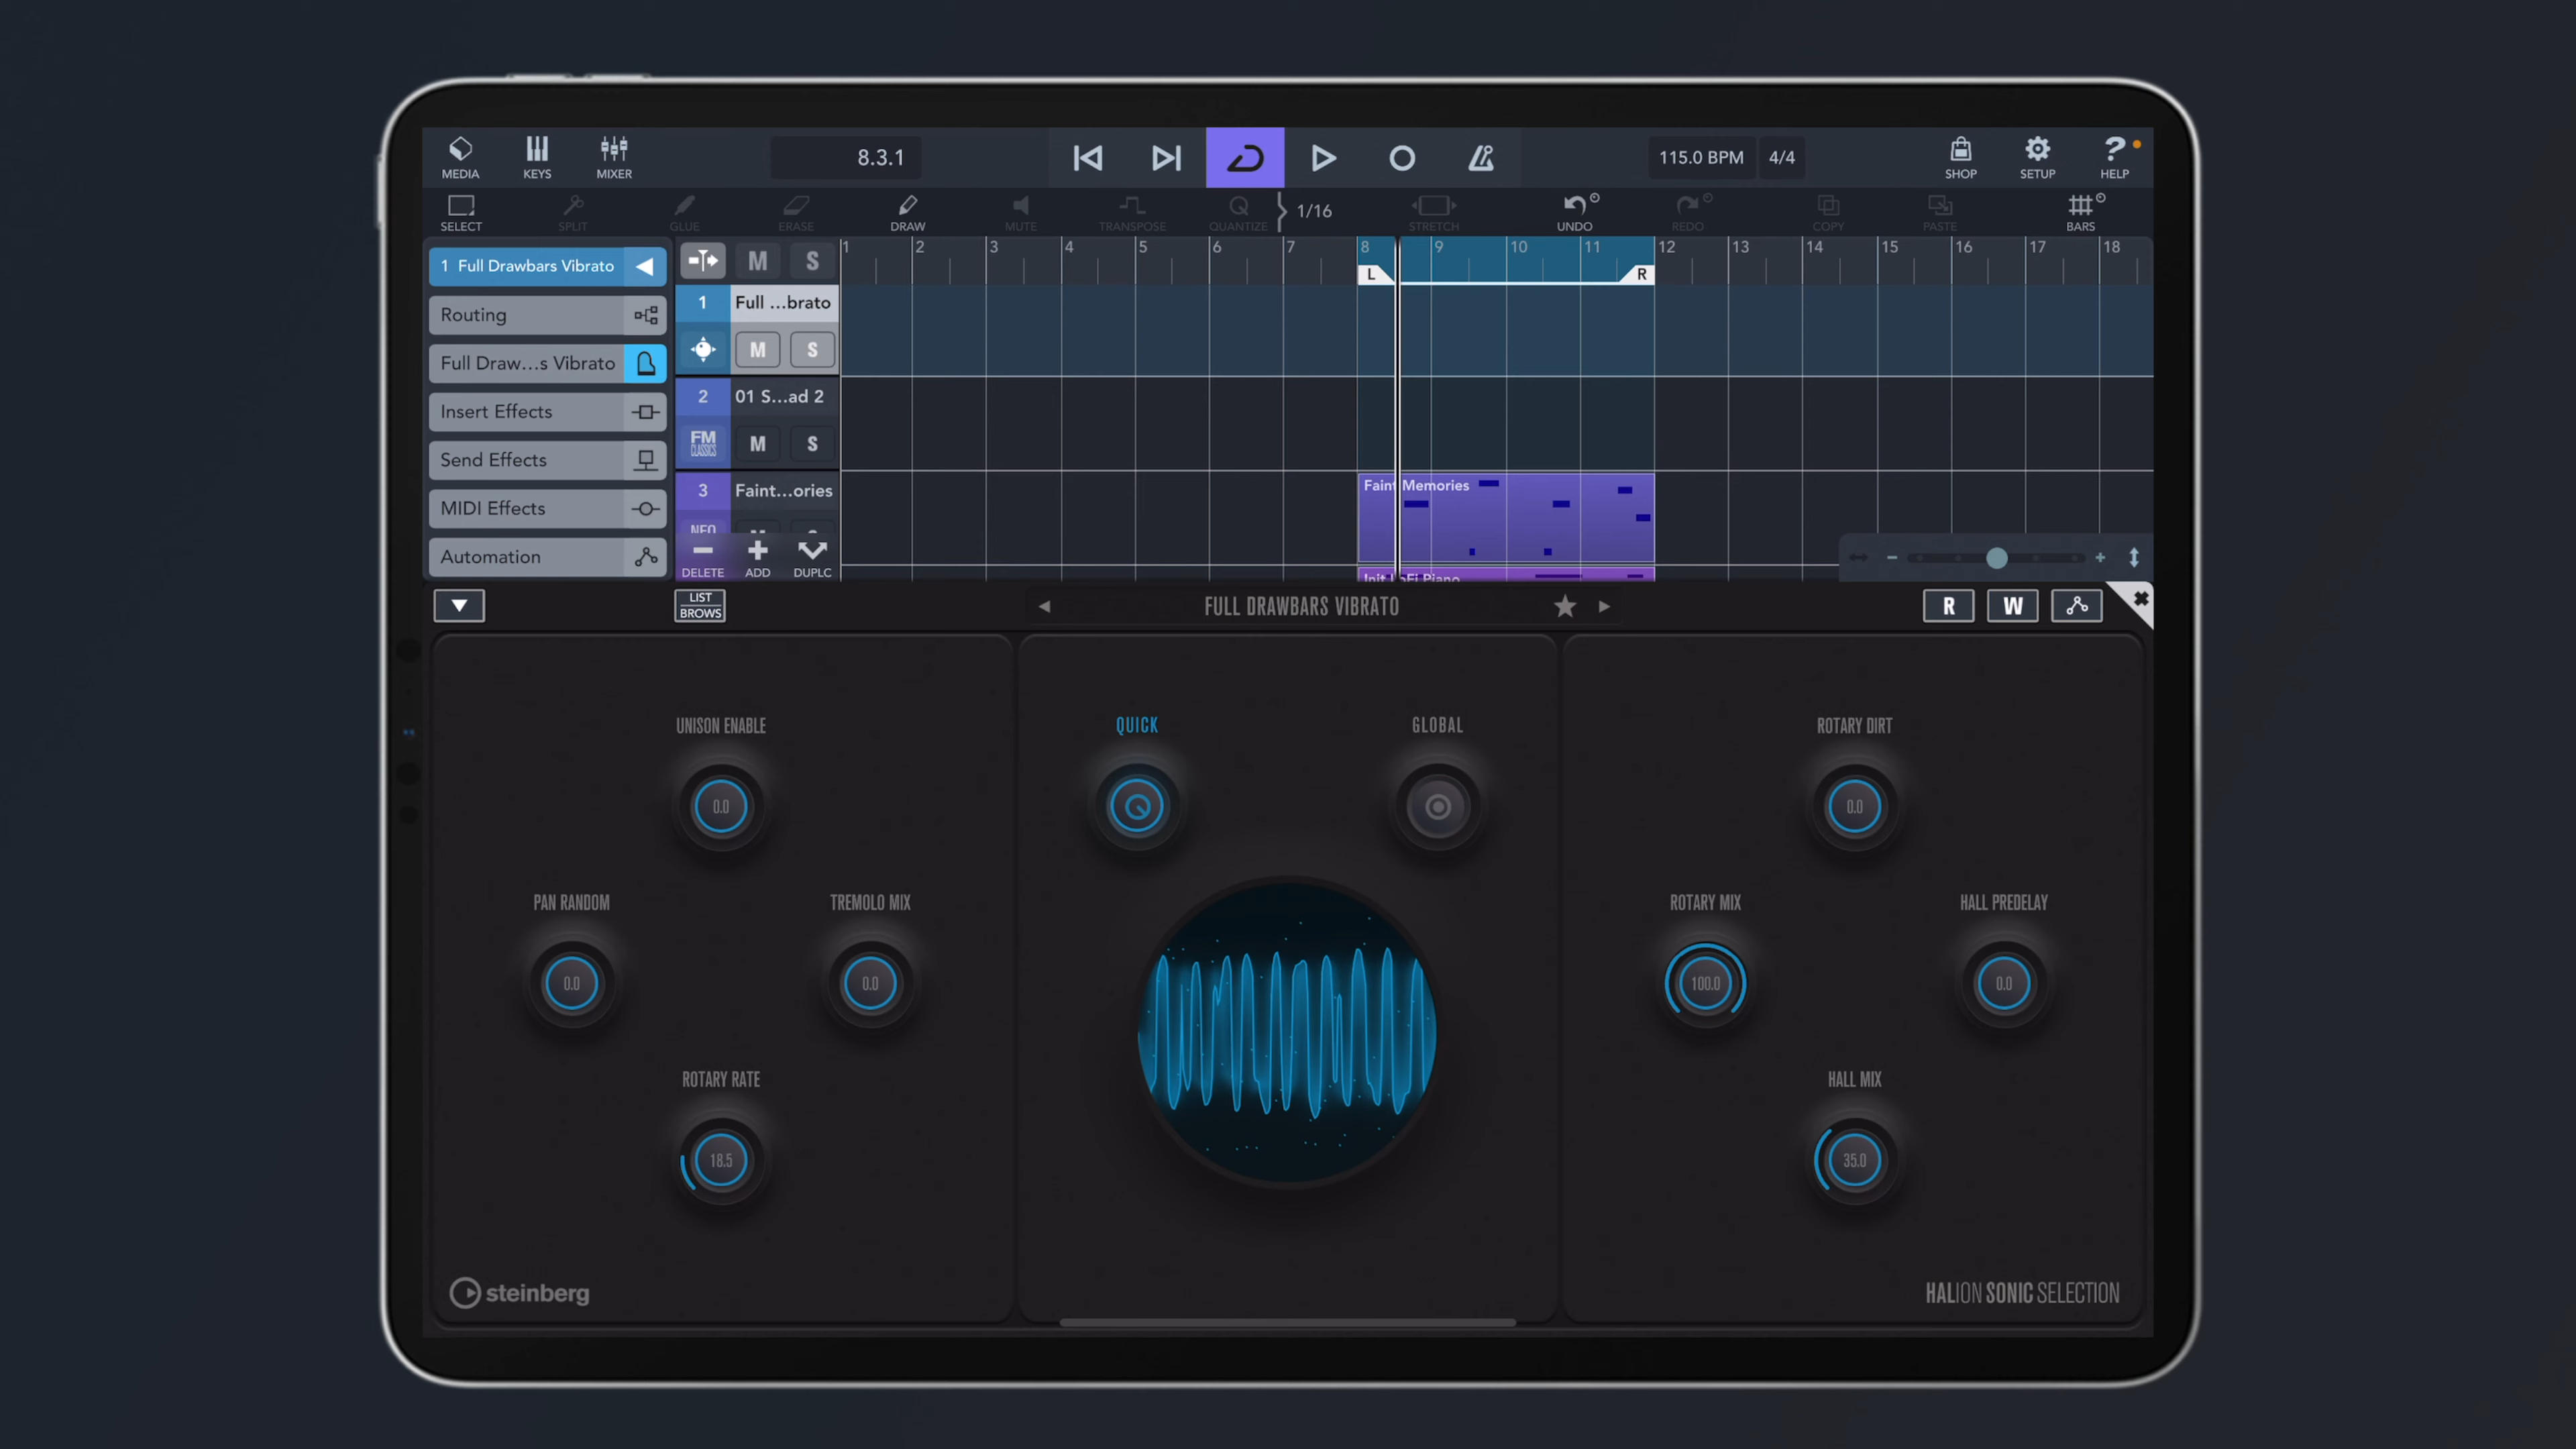 MEDIA KEYS MIXER 8.3.1 115.0 BPM 4/4 SHOP SETUP ? HELP
SELECT SPLIT GLUE ERASE DRAW MUTE TRANSPOSE Q QUANTIZE 1/16 STRETCH UNDO REDO COPY PASTE BARS
1 Full Drawbars Vibrato
Routing
Full Draw...s Vibrato
Insert Effects
Send Effects
MIDI Effects
Automation
M S
1 Full ...brato
M S
2 01 S...ad 2
FM CLASSICS M S
3 Faint...ories
DELETE ADD DUPLC
1 2 3 4 5 6 7 8 9 10 11 12 13 14 15 16 17 18
L R
Faint Memories
LIST
BROWS
FULL DRAWBARS VIBRATO
R W
UNISON ENABLE
0.0
PAN RANDOM
0.0
TREMOLO MIX
0.0
ROTARY RATE
18.5
QUICK
GLOBAL
ROTARY DIRT
0.0
ROTARY MIX
100.0
HALL PREDELAY
0.0
HALL MIX
35.0
steinberg
HALION SONIC SELECTION